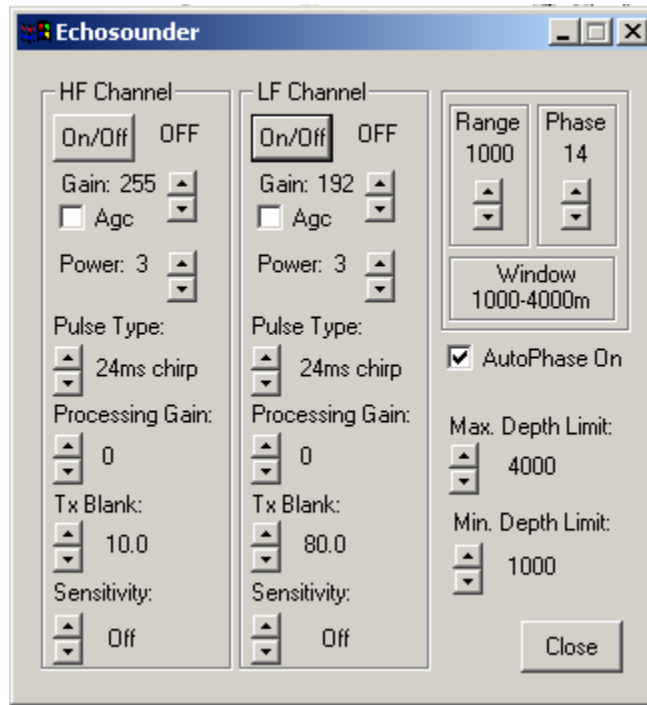 Echosounder
HF Channel
On/Off OFF
Gain: 255
Agc
Power: 3
Pulse Type:
24ms chirp
Processing Gain:
0
Tx Blank:
10.0
Sensitivity:
Off
LF Channel
On/Off OFF
Gain: 192
Agc
Power: 3
Pulse Type:
24ms chirp
Processing Gain:
0
Tx Blank:
80.0
Sensitivity:
Off
Range
1000
Phase
14
Window
1000-4000m
AutoPhase On
Max. Depth Limit:
4000
Min. Depth Limit:
1000
Close